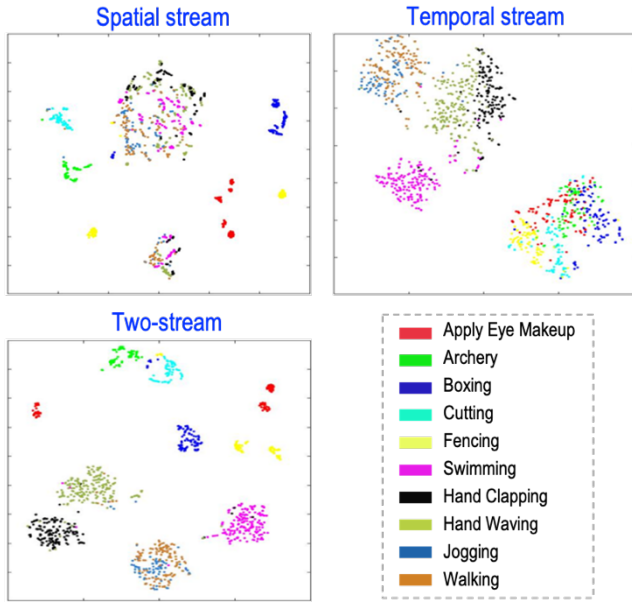 Spatial stream
Temporal stream
Two-stream
Apply Eye Makeup
Archery
Boxing
Cutting
Fencing
Swimming
Hand Clapping
Hand Waving
Jogging
Walking